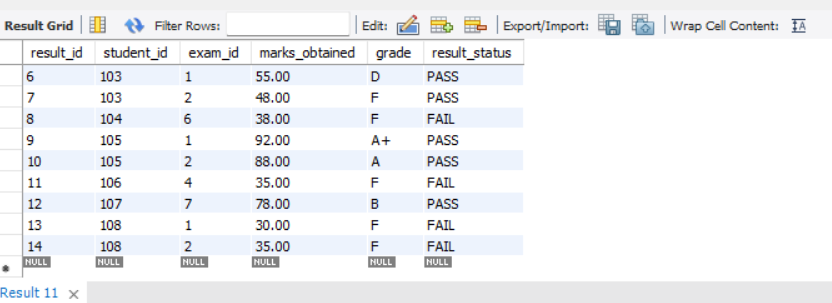 Result Grid Filter Rows: Edit: Export/Import: Wrap Cell Content: IA
result_id student_id exam_id marks_obtained grade result_status
6 103 1 55.00 D PASS
7 103 2 48.00 F PASS
8 104 6 38.00 F FAIL
9 105 1 92.00 A+ PASS
10 105 2 88.00 A PASS
11 106 4 35.00 F FAIL
12 107 7 78.00 B PASS
13 108 1 30.00 F FAIL
14 108 2 35.00 F FAIL
* NULL NULL NULL NULL NULL NULL
Result 11 ×